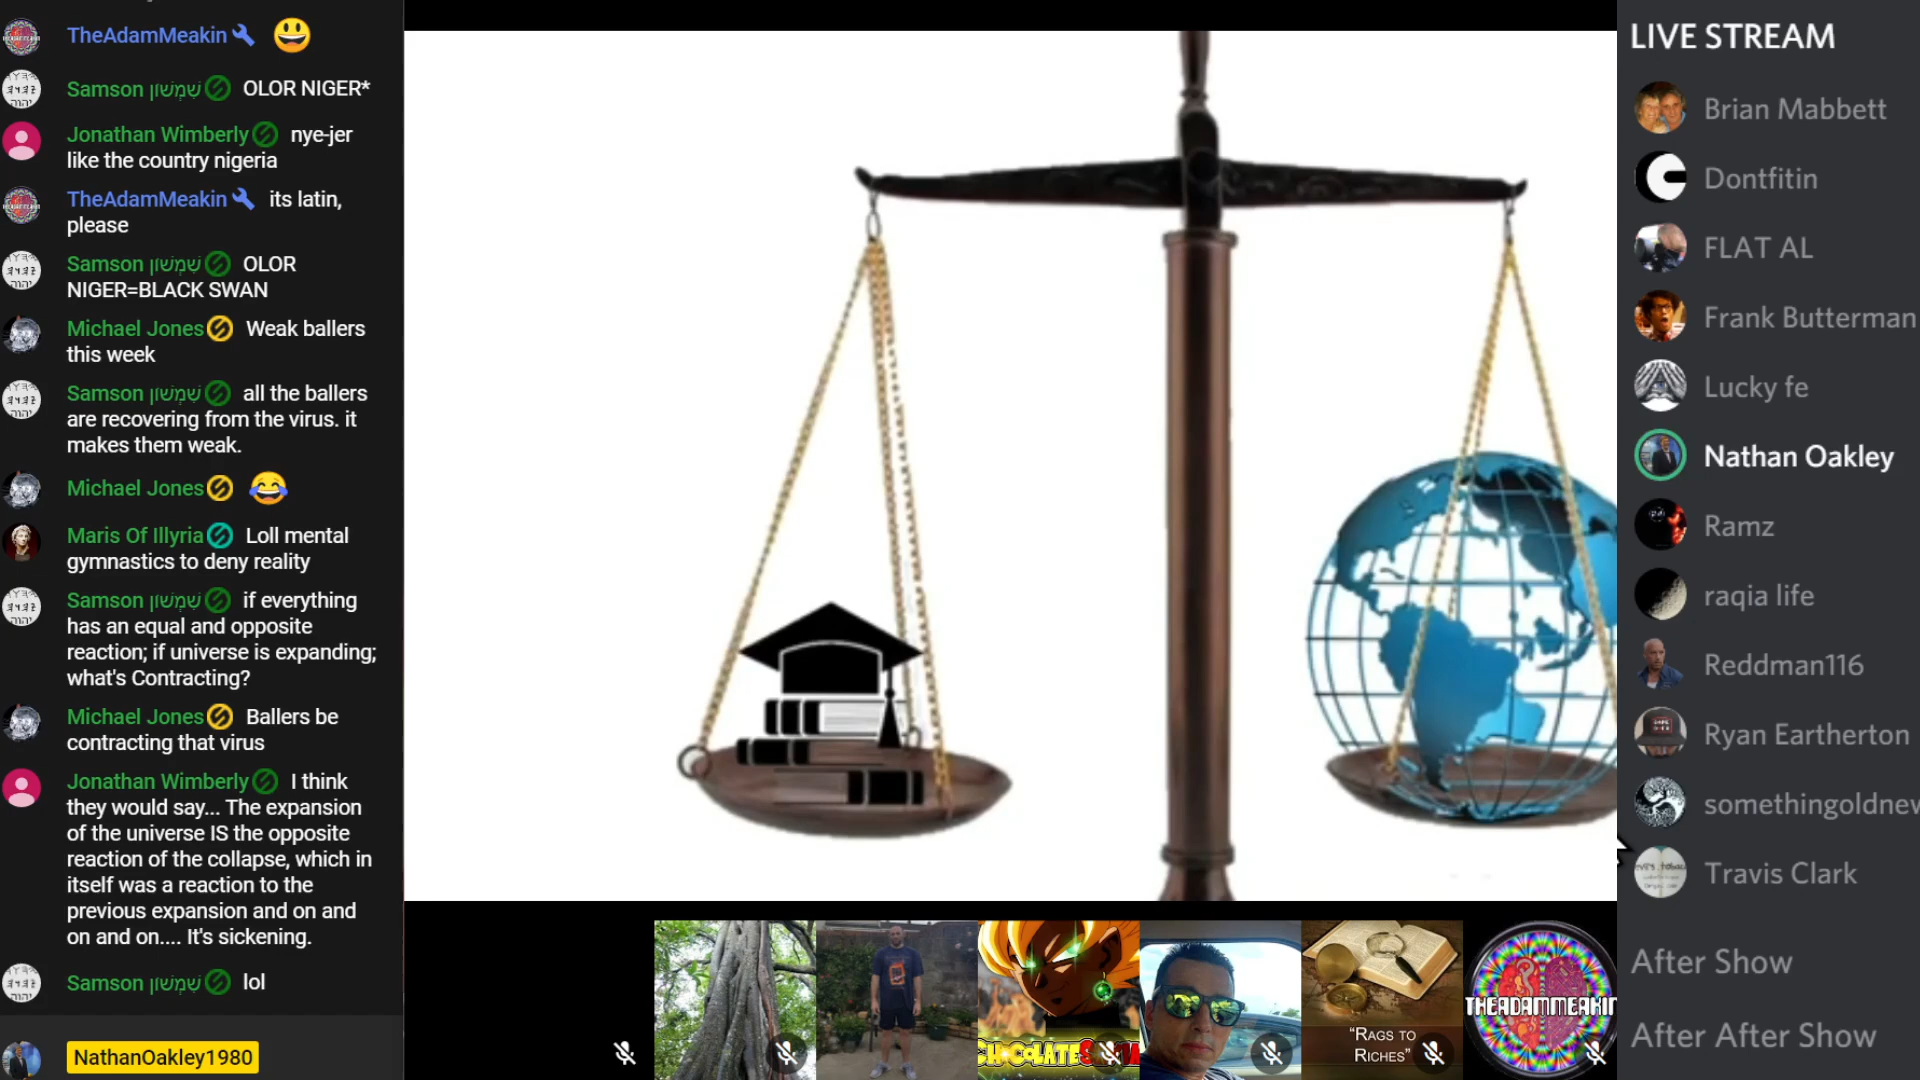 TheAdamMeakin
Samson שִׁמְשׁוֹן OLOR NIGER*
Jonathan Wimberly nye-jer
like the country nigeria
TheAdamMeakin its latin,
please
Samson שִׁמְשׁוֹן OLOR
NIGER=BLACK SWAN
Michael Jones Weak ballers
this week
Samson שִׁמְשׁוֹן all the ballers
are recovering from the virus. it
makes them weak.
Michael Jones
Maris Of Illyria Loll mental
gymnastics to deny reality
Samson שִׁמְשׁוֹן if everything
has an equal and opposite
reaction; if universe is expanding;
what's Contracting?
Michael Jones Ballers be
contracting that virus
Jonathan Wimberly I think
they would say... The expansion
of the universe IS the opposite
reaction of the collapse, which in
itself was a reaction to the
previous expansion and on and
on and on.... It's sickening.
Samson שִׁמְשׁוֹן lol
NathanOakley1980
"RAGS TO
RICHES"
THEADAMMEAKIN
LIVE STREAM
Brian Mabbett
Dontfitin
FLAT AL
Frank Butterman
Lucky fe
Nathan Oakley
Ramz
raqia life
Reddman116
Ryan Eartherton
somethingoldnew
Travis Clark
After Show
After After Show